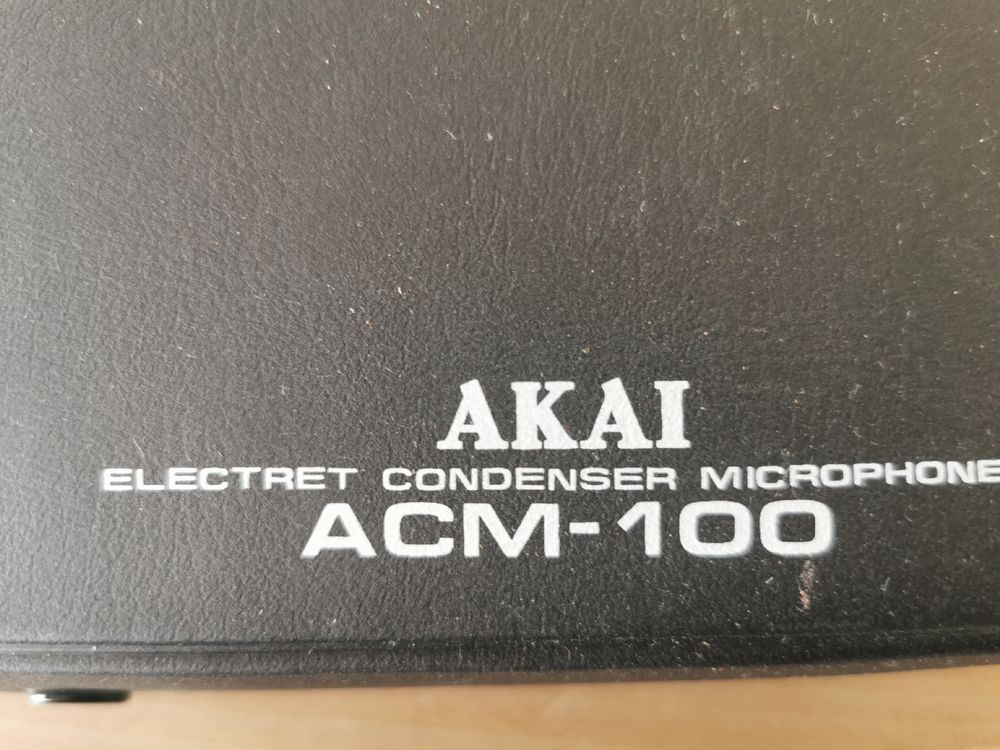 AKAI
ELECTRET CONDENSER MICROPHONE
ACM-100